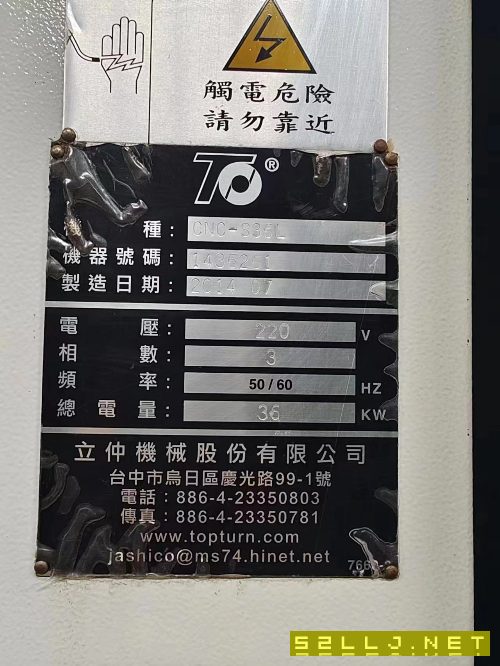 觸電危險
請勿靠近
TO®
種：CNC-S36L
機器號碼：1436261
製造日期：2014 07
電壓：220 V
相數：3
頻率：50/60 HZ
總電量：36 KW
立仲機械股份有限公司
台中市烏日區慶光路99-1號
電話：886-4-23350803
傳真：886-4-23350781
www.topturn.com
jashico@ms74.hinet.net
S2LLJ.NET